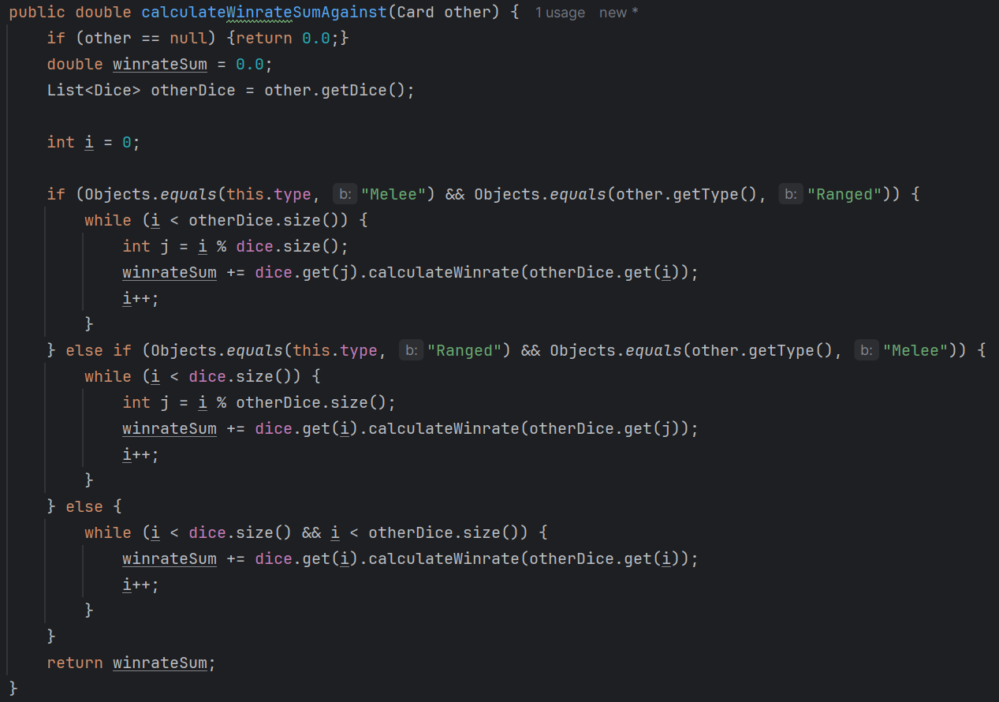 public double calculateWinrateSumAgainst(Card other) {  1 usage  new *
    if (other == null) {return 0.0;}
    double winrateSum = 0.0;
    List<Dice> otherDice = other.getDice();

    int i = 0;

    if (Objects.equals(this.type, b: "Melee") && Objects.equals(other.getType(), b: "Ranged")) {
        while (i < otherDice.size()) {
            int j = i % dice.size();
            winrateSum += dice.get(j).calculateWinrate(otherDice.get(i));
            i++;
        }
    } else if (Objects.equals(this.type, b: "Ranged") && Objects.equals(other.getType(), b: "Melee")) {
        while (i < dice.size()) {
            int j = i % otherDice.size();
            winrateSum += dice.get(i).calculateWinrate(otherDice.get(j));
            i++;
        }
    } else {
        while (i < dice.size() && i < otherDice.size()) {
            winrateSum += dice.get(i).calculateWinrate(otherDice.get(i));
            i++;
        }
    }
    return winrateSum;
}